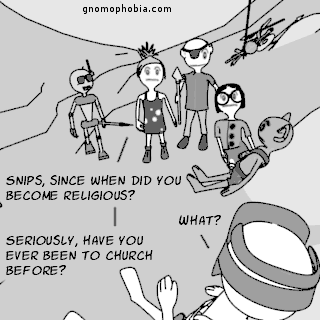 gnomophobia.com
SNIPS, SINCE WHEN DID YOU
BECOME RELIGIOUS?
WHAT?
SERIOUSLY, HAVE YOU
EVER BEEN TO CHURCH
BEFORE?